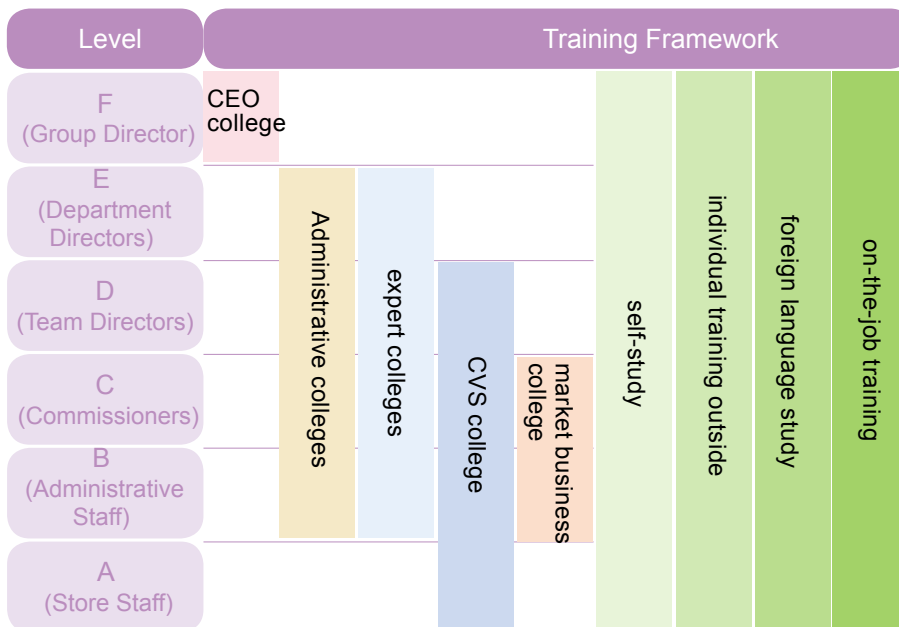 Level
Training Framework
F
(Group Director)
E
(Department
Directors)
D
(Team Directors)
C
(Commissioners)
B
(Administrative
Staff)
A
(Store Staff)
CEO
college
Administrative colleges
expert colleges
CVS college
market business
college
self-study
individual training outside
foreign language study
on-the-job training